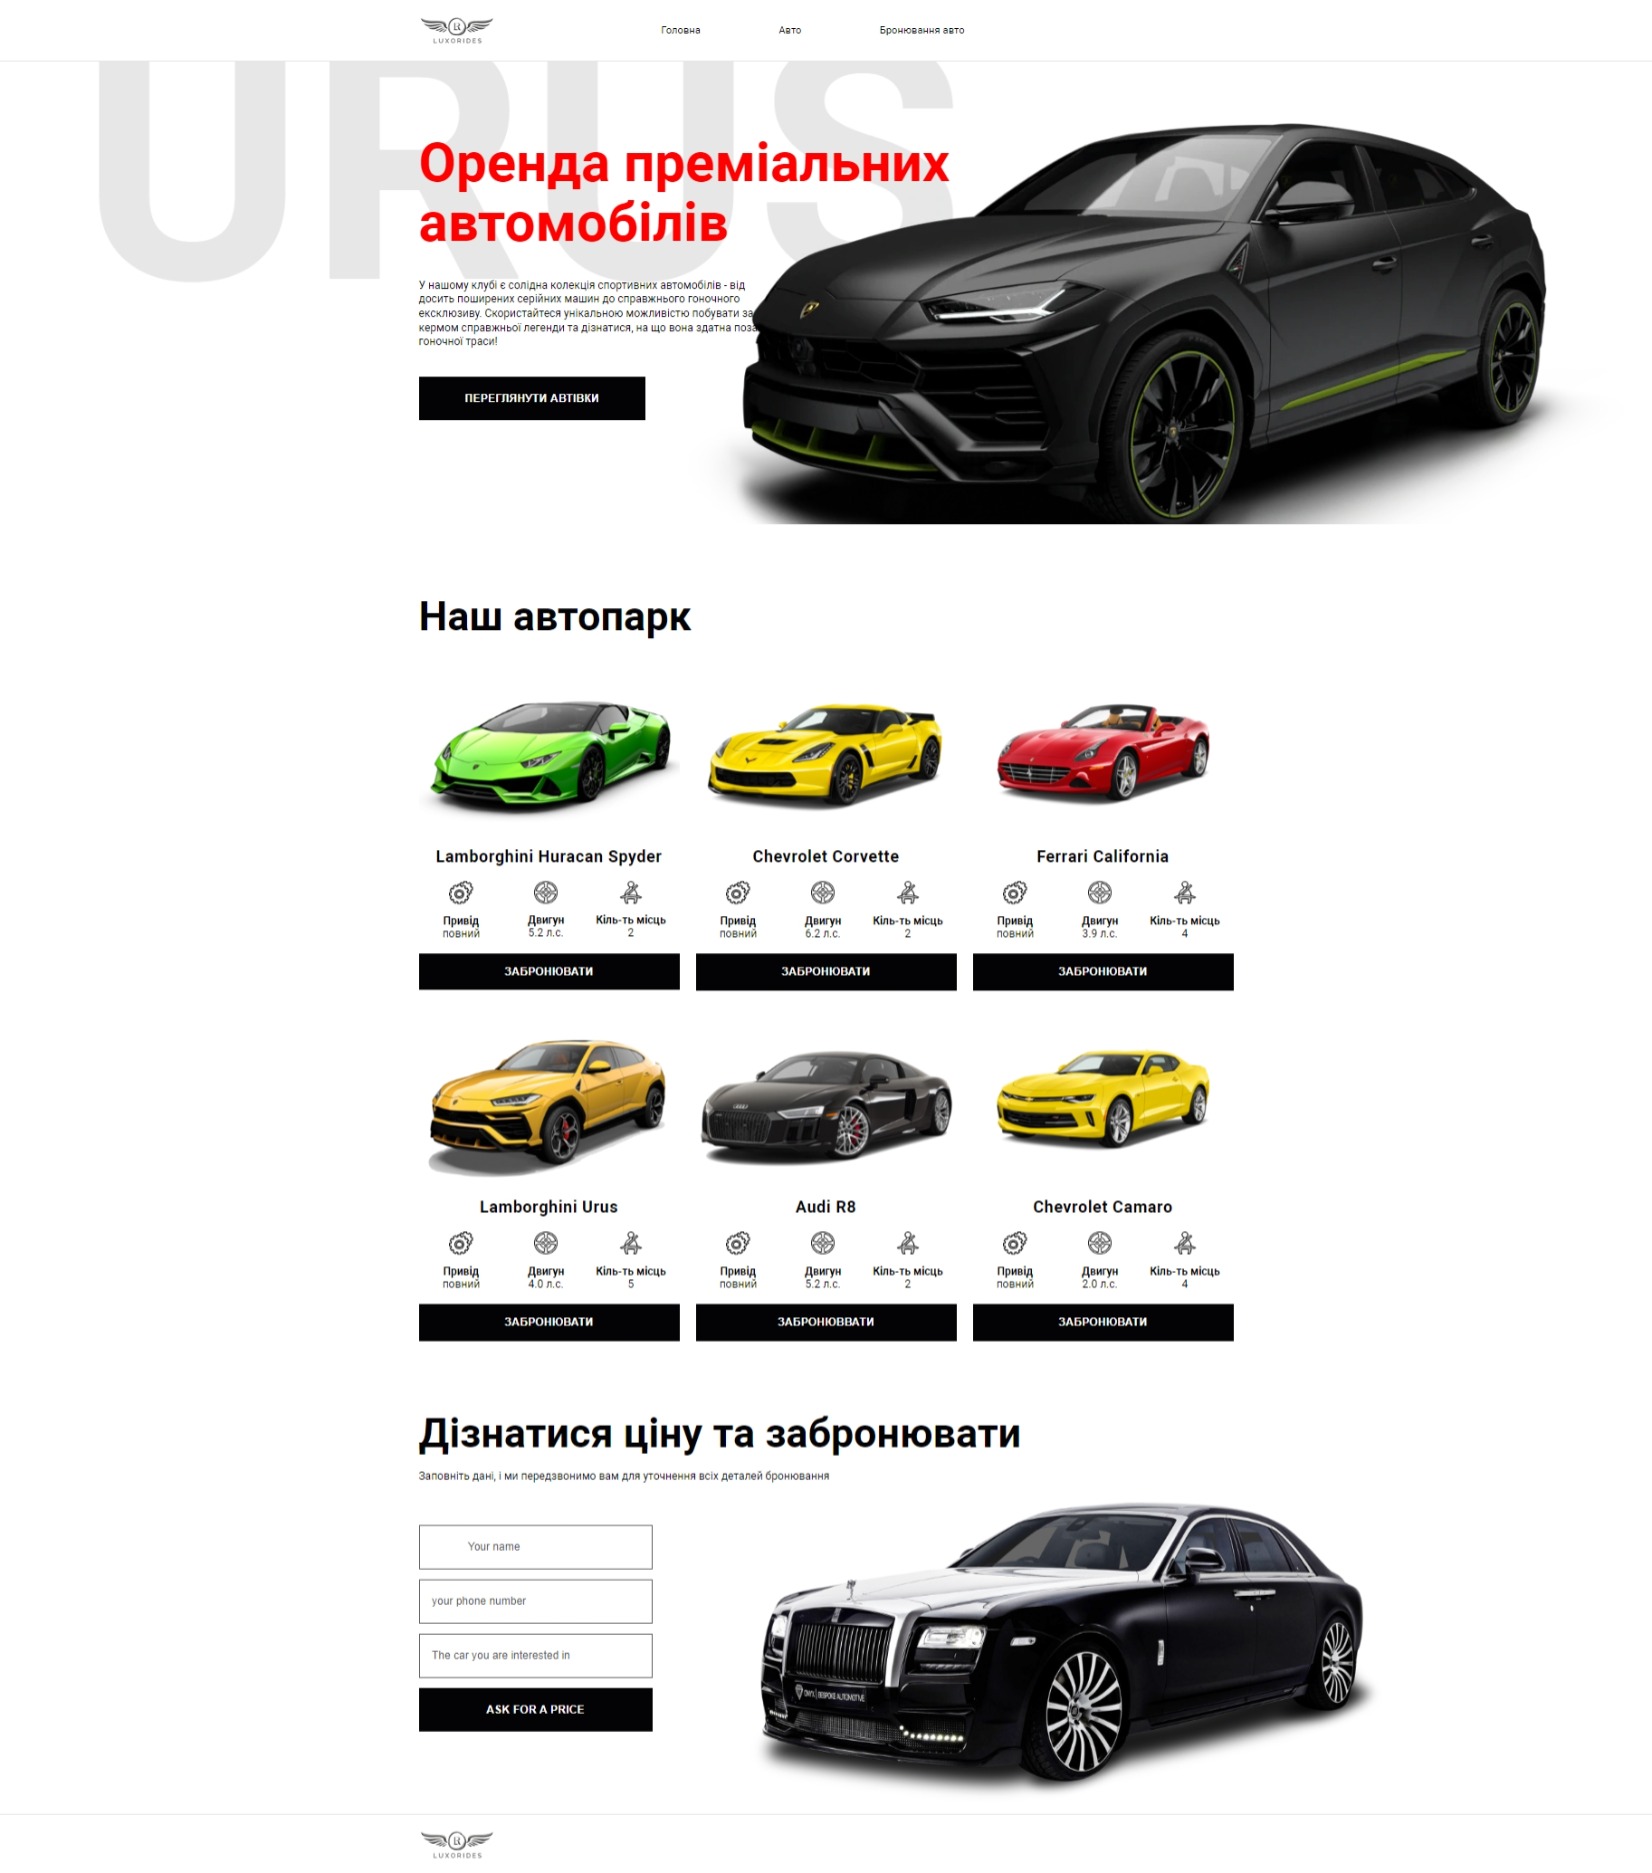 LUXORIDES
Головна
Авто
Бронювання авто
URUS
Оренда преміальних
автомобілів
У нашому клубі є солідна колекція спортивних автомобілів - від
досить поширених серійних машин до справжнього гоночного
ексклюзиву. Скористайтеся унікальною можливістю побувати за
кермом справжньої легенди та дізнатися, на що вона здатна поза
гоночної траси!
ПЕРЕГЛЯНУТИ АВТІВКИ
Наш автопарк
Lamborghini Huracan Spyder
Привід
повний
Двигун
5.2 л.с.
Кіль-ть місць
2
ЗАБРОНЮВАТИ
Chevrolet Corvette
Привід
повний
Двигун
6.2 л.с.
Кіль-ть місць
2
ЗАБРОНЮВАТИ
Ferrari California
Привід
повний
Двигун
3.9 л.с.
Кіль-ть місць
4
ЗАБРОНЮВАТИ
Lamborghini Urus
Привід
повний
Двигун
4.0 л.с.
Кіль-ть місць
5
ЗАБРОНЮВАТИ
Audi R8
Привід
повний
Двигун
5.2 л.с.
Кіль-ть місць
2
ЗАБРОНЮВВАТИ
Chevrolet Camaro
Привід
повний
Двигун
2.0 л.с.
Кіль-ть місць
4
ЗАБРОНЮВАТИ
Дізнатися ціну та забронювати
Заповніть дані, і ми передзвонимо вам для уточнення всіх деталей бронювання
Your name
your phone number
The car you are interested in
ASK FOR A PRICE
ONYX | BESPOKE AUTOMOTIVE
LUXORIDES